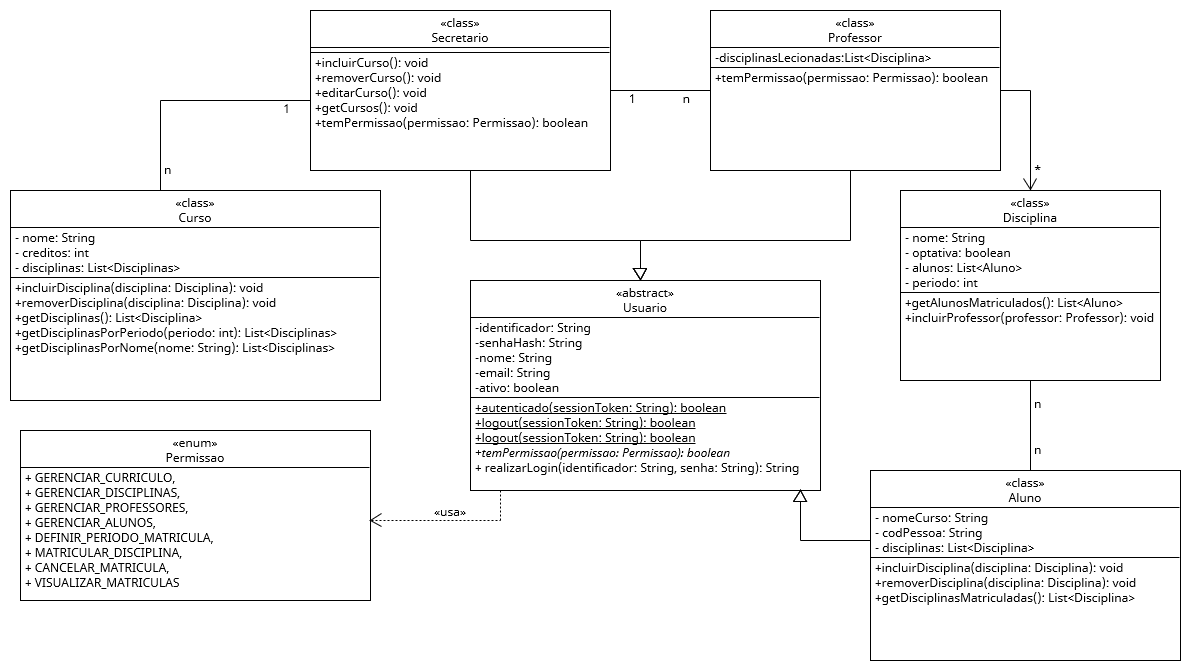 «class»
Secretario
+incluirCurso(): void
+removerCurso(): void
+editarCurso(): void
+getCursos(): void
+temPermissao(permissao: Permissao): boolean
«class»
Professor
-disciplinasLecionadas:List<Disciplina>
+temPermissao(permissao: Permissao): boolean
1
n
1
n
*
«class»
Curso
- nome: String
- creditos: int
- disciplinas: List<Disciplinas>
+incluirDisciplina(disciplina: Disciplina): void
+removerDisciplina(disciplina: Disciplina): void
+getDisciplinas(): List<Disciplina>
+getDisciplinasPorPeriodo(periodo: int): List<Disciplinas>
+getDisciplinasPorNome(nome: String): List<Disciplinas>
«class»
Disciplina
- nome: String
- optativa: boolean
- alunos: List<Aluno>
- periodo: int
+getAlunosMatriculados(): List<Aluno>
+incluirProfessor(professor: Professor): void
«abstract»
Usuario
-identificador: String
-senhaHash: String
-nome: String
-email: String
-ativo: boolean
+autenticado(sessionToken: String): boolean
+logout(sessionToken: String): boolean
+logout(sessionToken: String): boolean
+temPermissao(permissao: Permissao): boolean
+ realizarLogin(identificador: String, senha: String): String
n
n
«enum»
Permissao
+ GERENCIAR_CURRICULO,
+ GERENCIAR_DISCIPLINAS,
+ GERENCIAR_PROFESSORES,
+ GERENCIAR_ALUNOS,
+ DEFINIR_PERIODO_MATRICULA,
+ MATRICULAR_DISCIPLINA,
+ CANCELAR_MATRICULA,
+ VISUALIZAR_MATRICULAS
«usa»
«class»
Aluno
- nomeCurso: String
- codPessoa: String
- disciplinas: List<Disciplina>
+incluirDisciplina(disciplina: Disciplina): void
+removerDisciplina(disciplina: Disciplina): void
+getDisciplinasMatriculadas(): List<Disciplina>